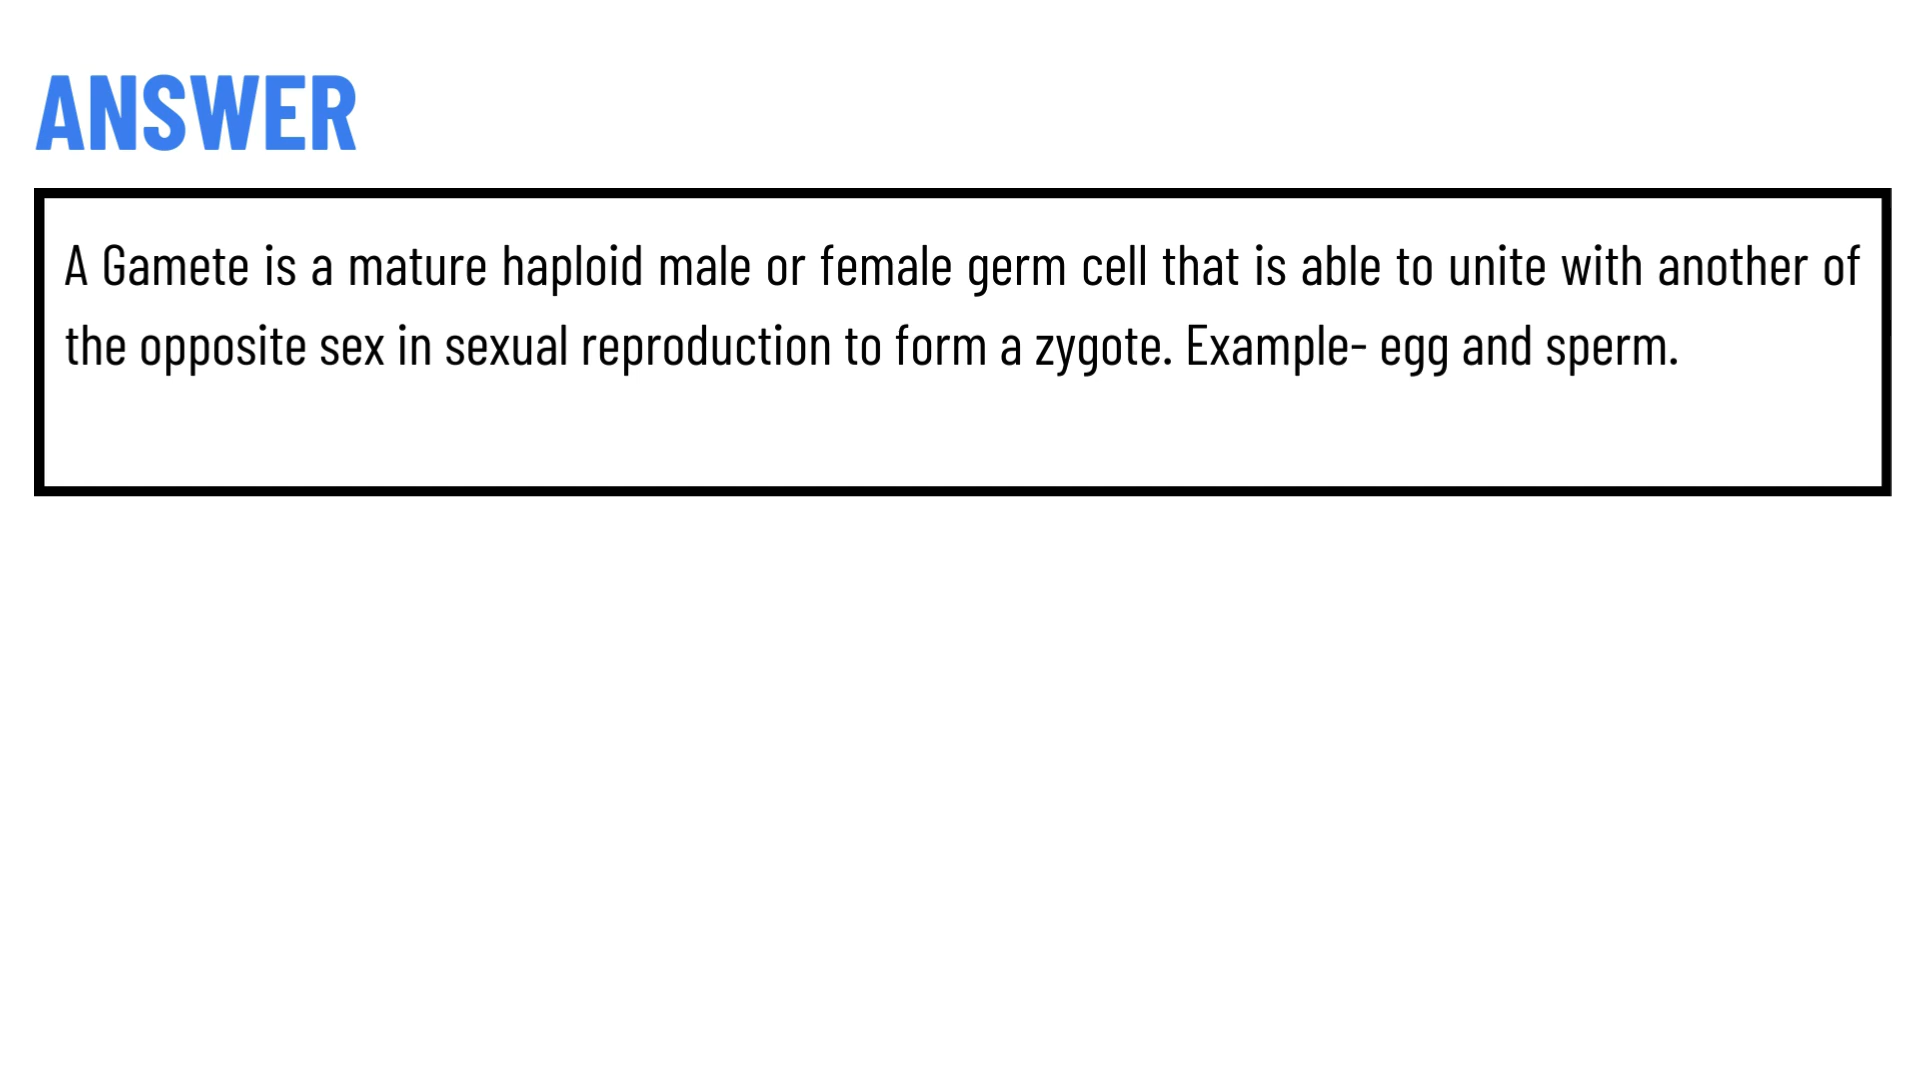 ANSWER
A Gamete is a mature haploid male or female germ cell that is able to unite with another of
the opposite sex in sexual reproduction to form a zygote. Example- egg and sperm.